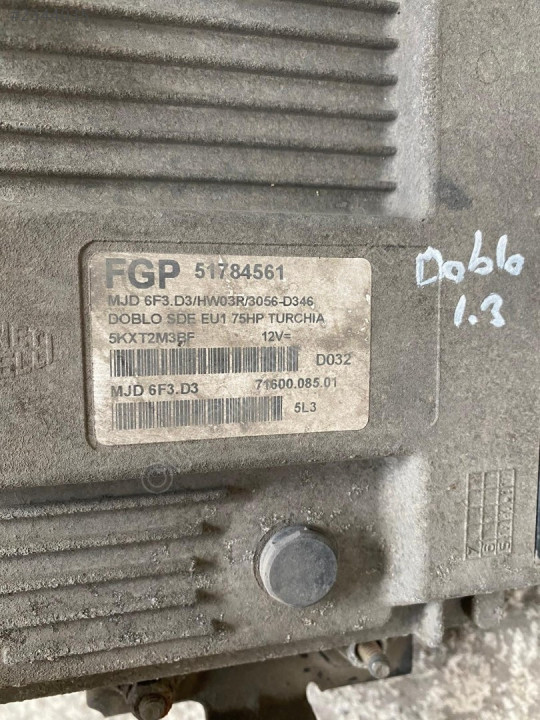 FGP 51784561
MJD 6F3.D3/HW03R/3056-D346
DOBLO SDE EU1 75HP TURCHIA
5KXT2M3BF 12V=
D032
MJD 6F3.D3 71600.085.01
5L3
Doblo
1.3